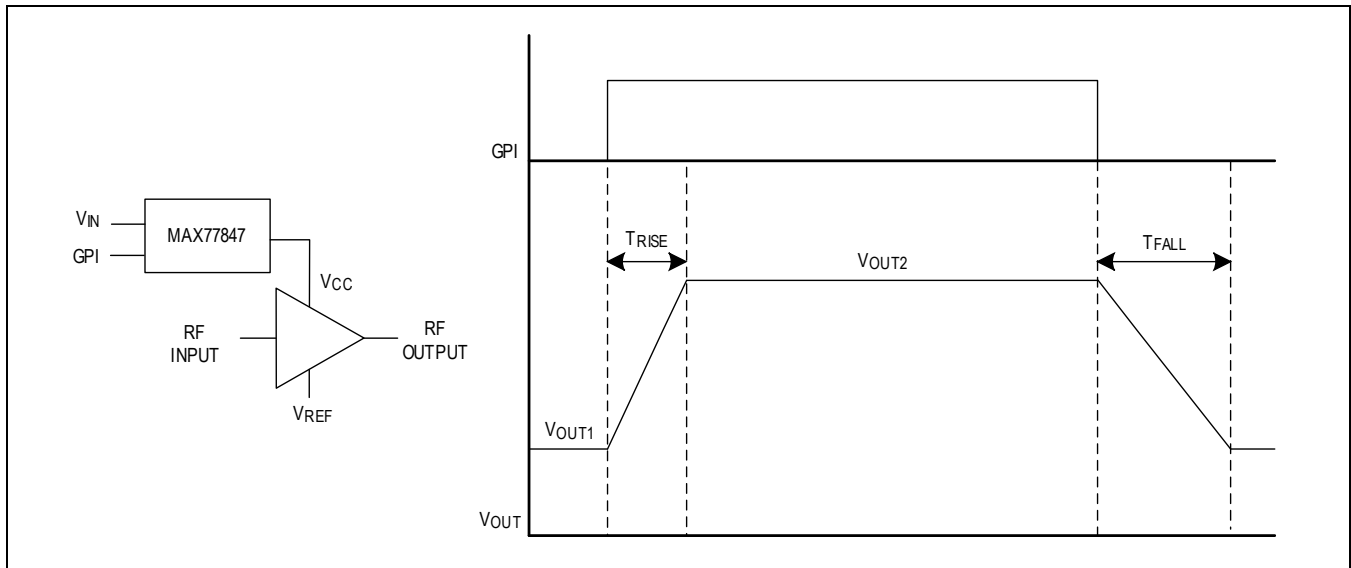 VIN
GPI
MAX77847
VCC
RF
INPUT
RF
OUTPUT
VREF
GPI
TRISE
VOUT2
TFALL
VOUT1
VOUT